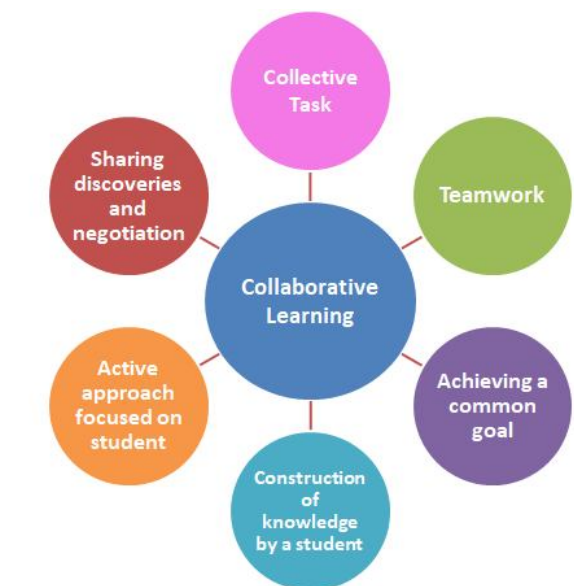 Collective
Task
Sharing
discoveries
and
negotiation
Teamwork
Collaborative
Learning
Active
approach
focused on
student
Achieving a
common
goal
Construction
of
knowledge
by a student